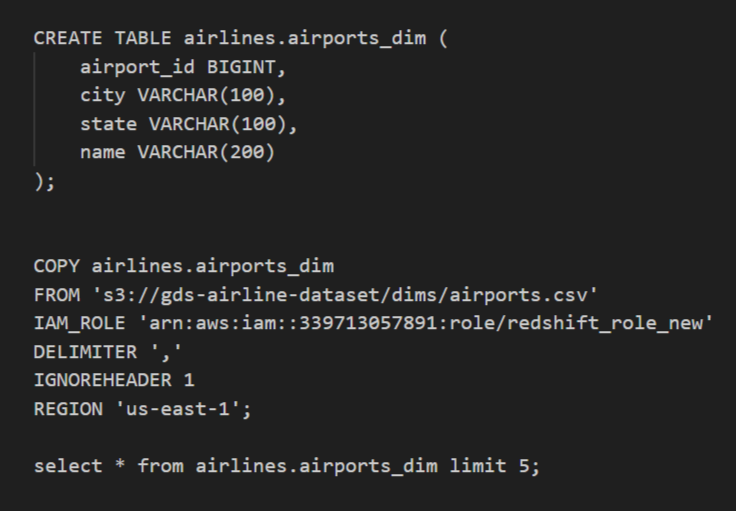 CREATE TABLE airlines.airports_dim (
    airport_id BIGINT,
    city VARCHAR(100),
    state VARCHAR(100),
    name VARCHAR(200)
);
COPY airlines.airports_dim
FROM 's3://gds-airline-dataset/dims/airports.csv'
IAM_ROLE 'arn:aws:iam::339713057891:role/redshift_role_new'
DELIMITER ','
IGNOREHEADER 1
REGION 'us-east-1';
select * from airlines.airports_dim limit 5;